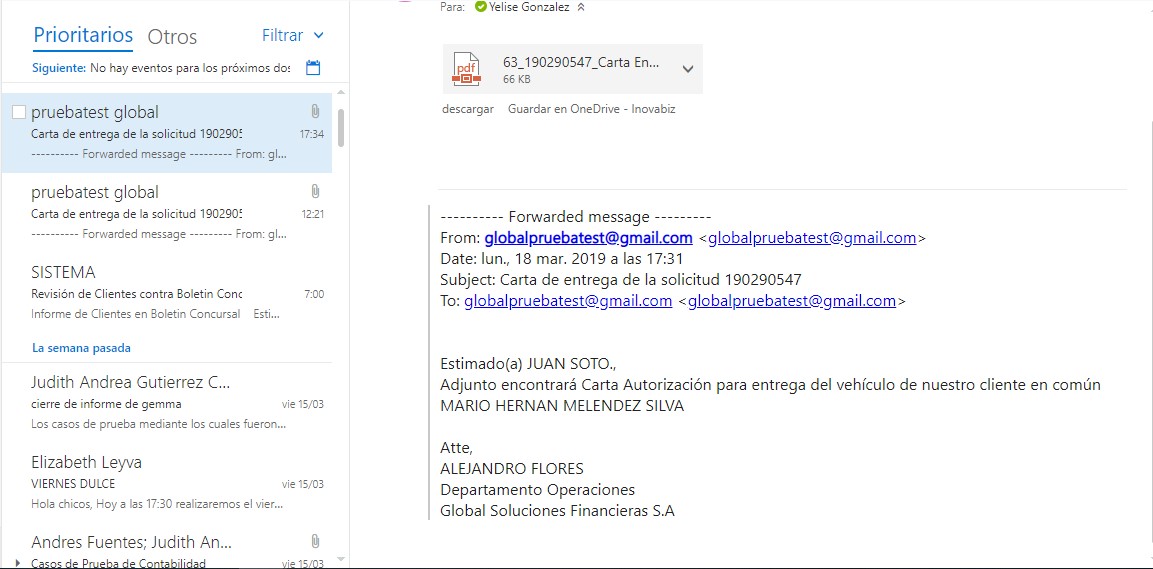 Prioritarios Otros Filtrar
Siguiente: No hay eventos para los próximos dos
pruebatest global
Carta de entrega de la solicitud 1902905 17:34
---------- Forwarded message --------- From: gl...
pruebatest global
Carta de entrega de la solicitud 1902905 12:21
---------- Forwarded message --------- From: gl...
SISTEMA
Revisión de Clientes contra Boletin Conc 7:00
Informe de Clientes en Boletin Concursal Esti...
La semana pasada
Judith Andrea Gutierrez C...
cierre de informe de gemma vie 15/03
Los casos de prueba mediante los cuales fueron...
Elizabeth Leyva
VIERNES DULCE vie 15/03
Hola chicos, Hoy a las 17:30 realizaremos el vier...
Andres Fuentes; Judith An...
Casos de Prueba de Contabilidad vie 15/03
Para: Yelise Gonzalez
pdf
63_190290547_Carta En...
66 KB
descargar Guardar en OneDrive - Inovabiz
---------- Forwarded message ---------
From: globalpruebatest@gmail.com <globalpruebatest@gmail.com>
Date: lun., 18 mar. 2019 a las 17:31
Subject: Carta de entrega de la solicitud 190290547
To: globalpruebatest@gmail.com <globalpruebatest@gmail.com>
Estimado(a) JUAN SOTO.,
Adjunto encontrará Carta Autorización para entrega del vehículo de nuestro cliente en común
MARIO HERNAN MELENDEZ SILVA
Atte,
ALEJANDRO FLORES
Departamento Operaciones
Global Soluciones Financieras S.A